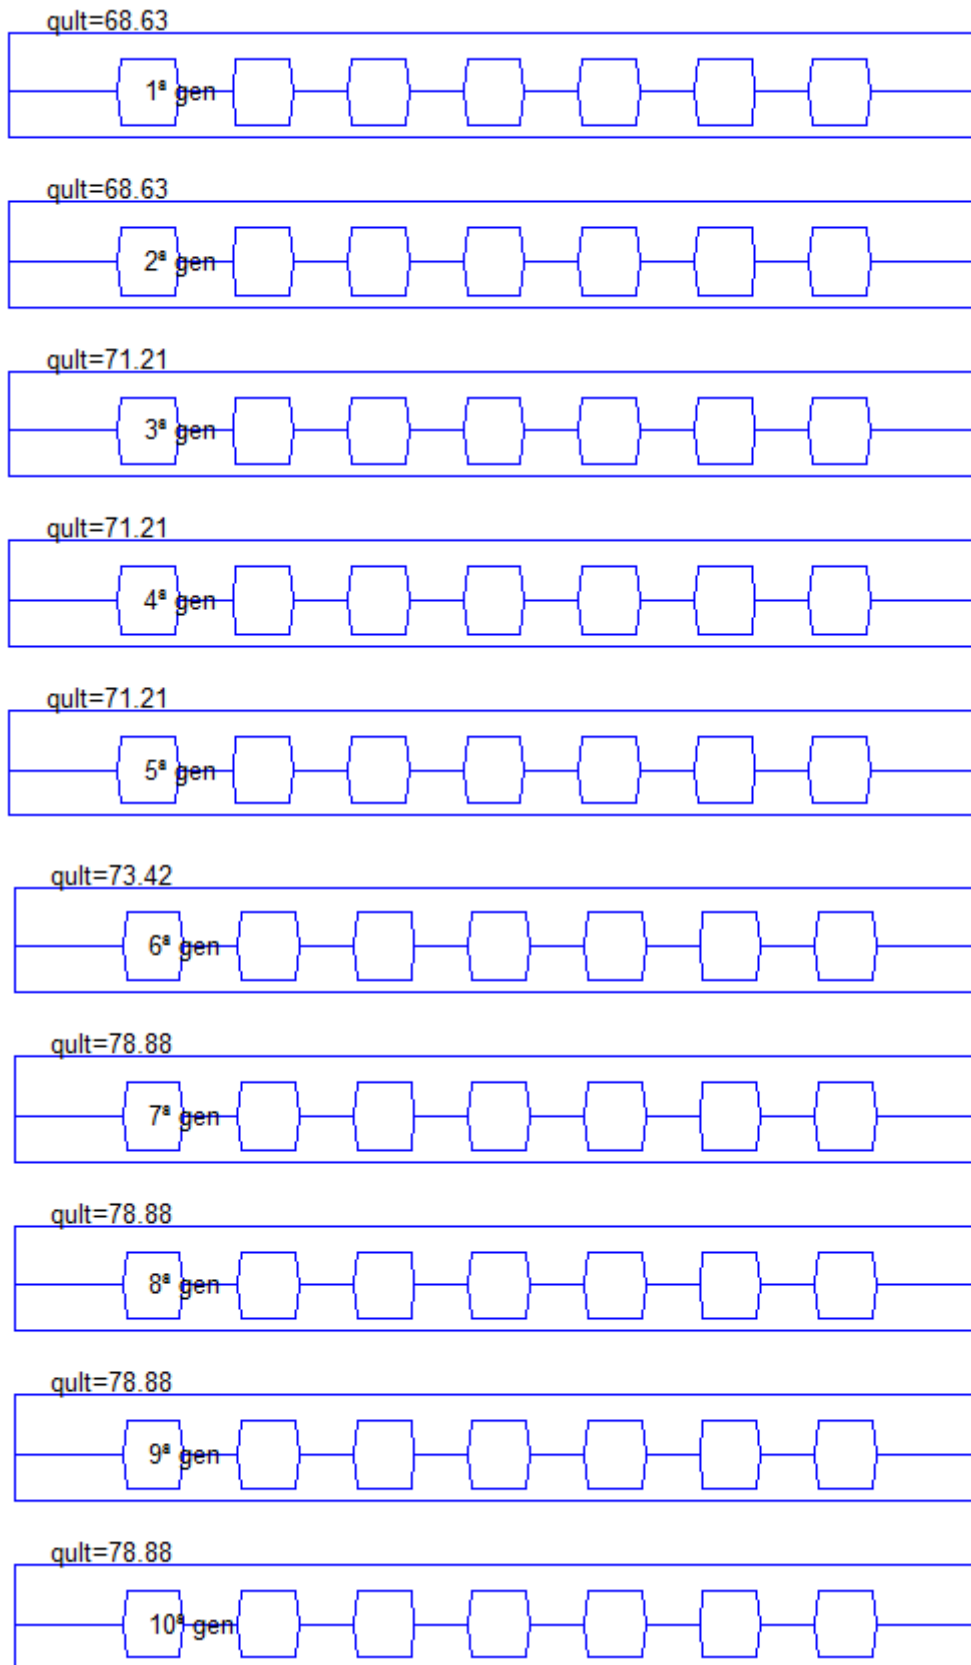 qult=68.63
1ª gen
qult=68.63
2ª gen
qult=71.21
3ª gen
qult=71.21
4ª gen
qult=71.21
5ª gen
qult=73.42
6ª gen
qult=78.88
7ª gen
qult=78.88
8ª gen
qult=78.88
9ª gen
qult=78.88
10ª gen